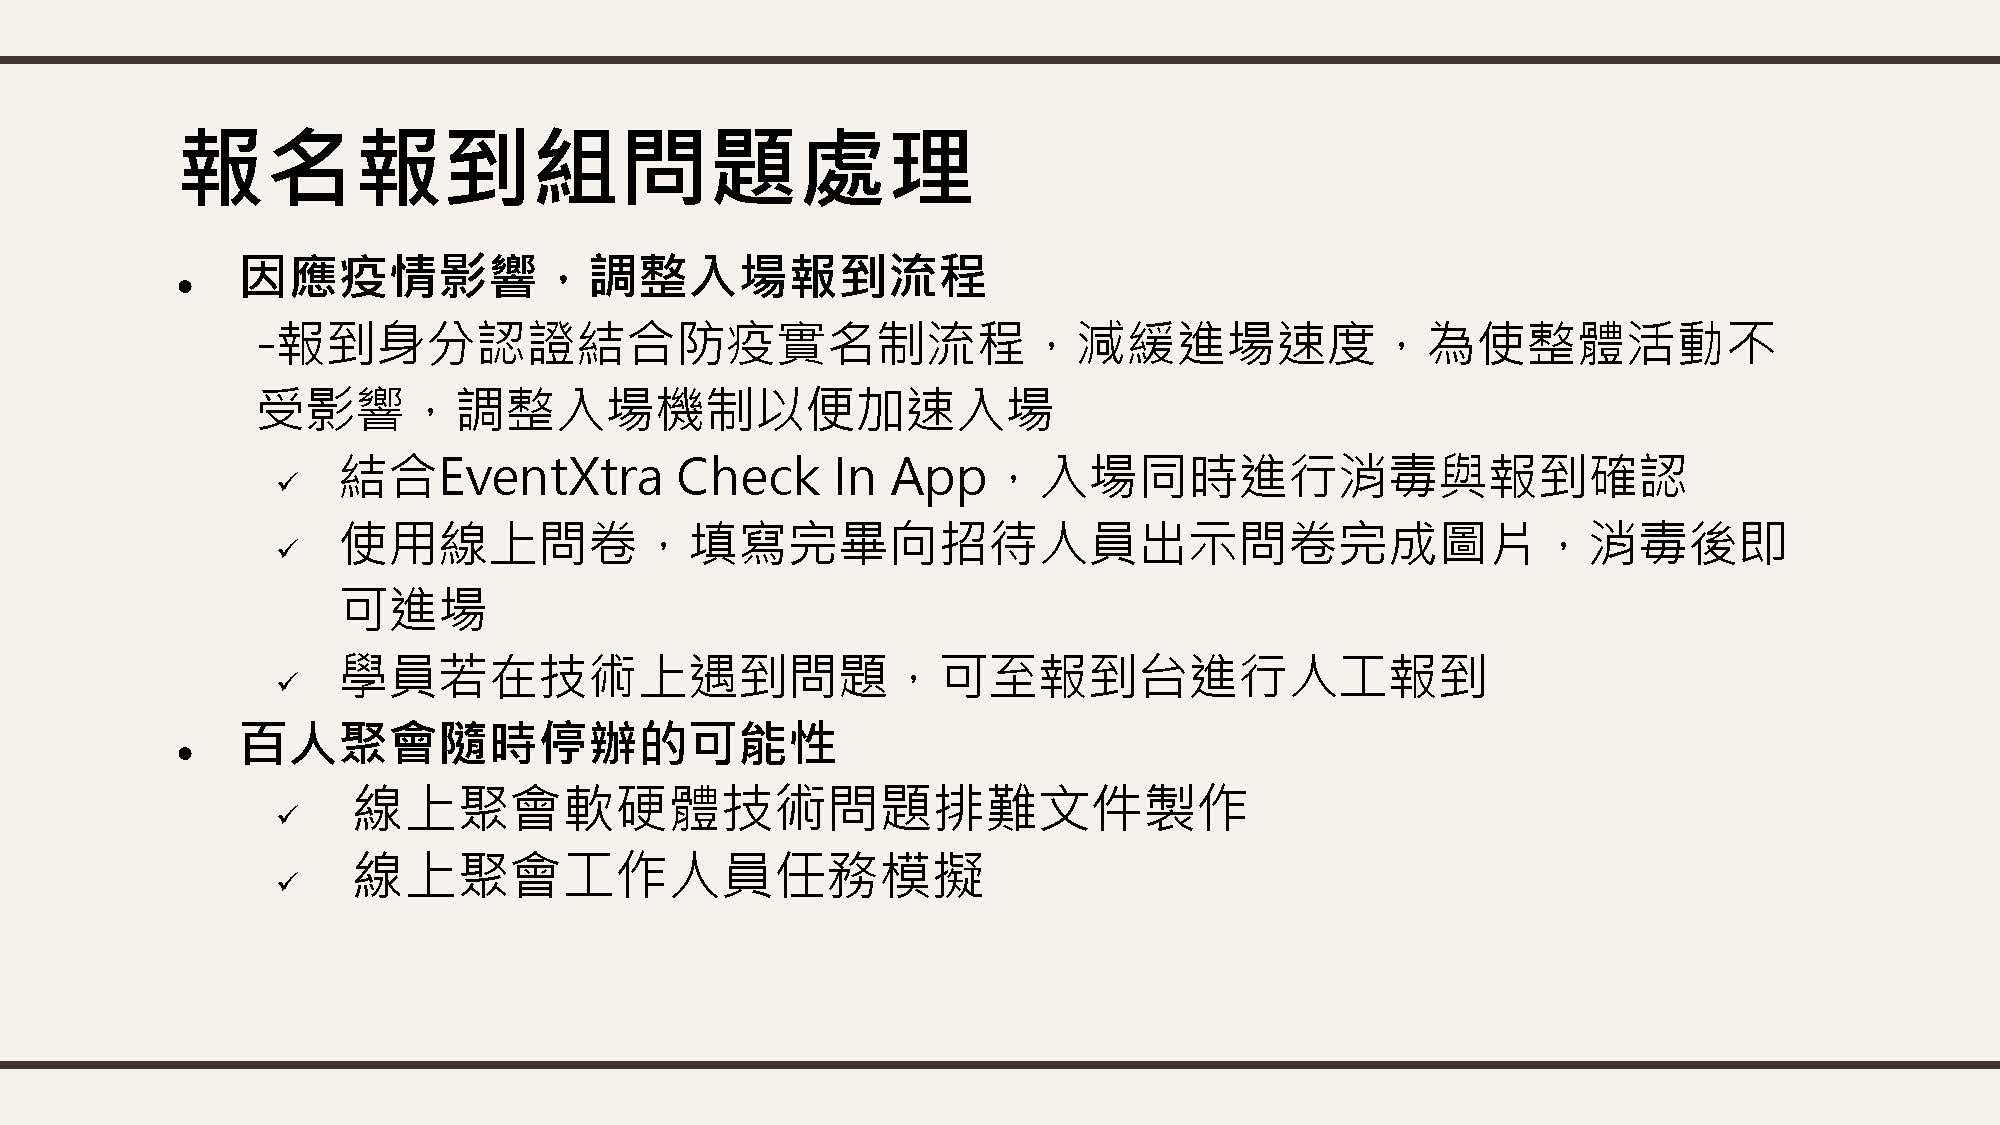 報名報到組問題處理
● 因應疫情影響，調整入場報到流程
-報到身分認證結合防疫實名制流程，減緩進場速度，為使整體活動不
受影響，調整入場機制以便加速入場
✓ 結合EventXtra Check In App，入場同時進行消毒與報到確認
✓ 使用線上問卷，填寫完畢向招待人員出示問卷完成圖片，消毒後即
可進場
✓ 學員若在技術上遇到問題，可至報到台進行人工報到
● 百人聚會隨時停辦的可能性
✓ 線上聚會軟硬體技術問題排難文件製作
✓ 線上聚會工作人員任務模擬